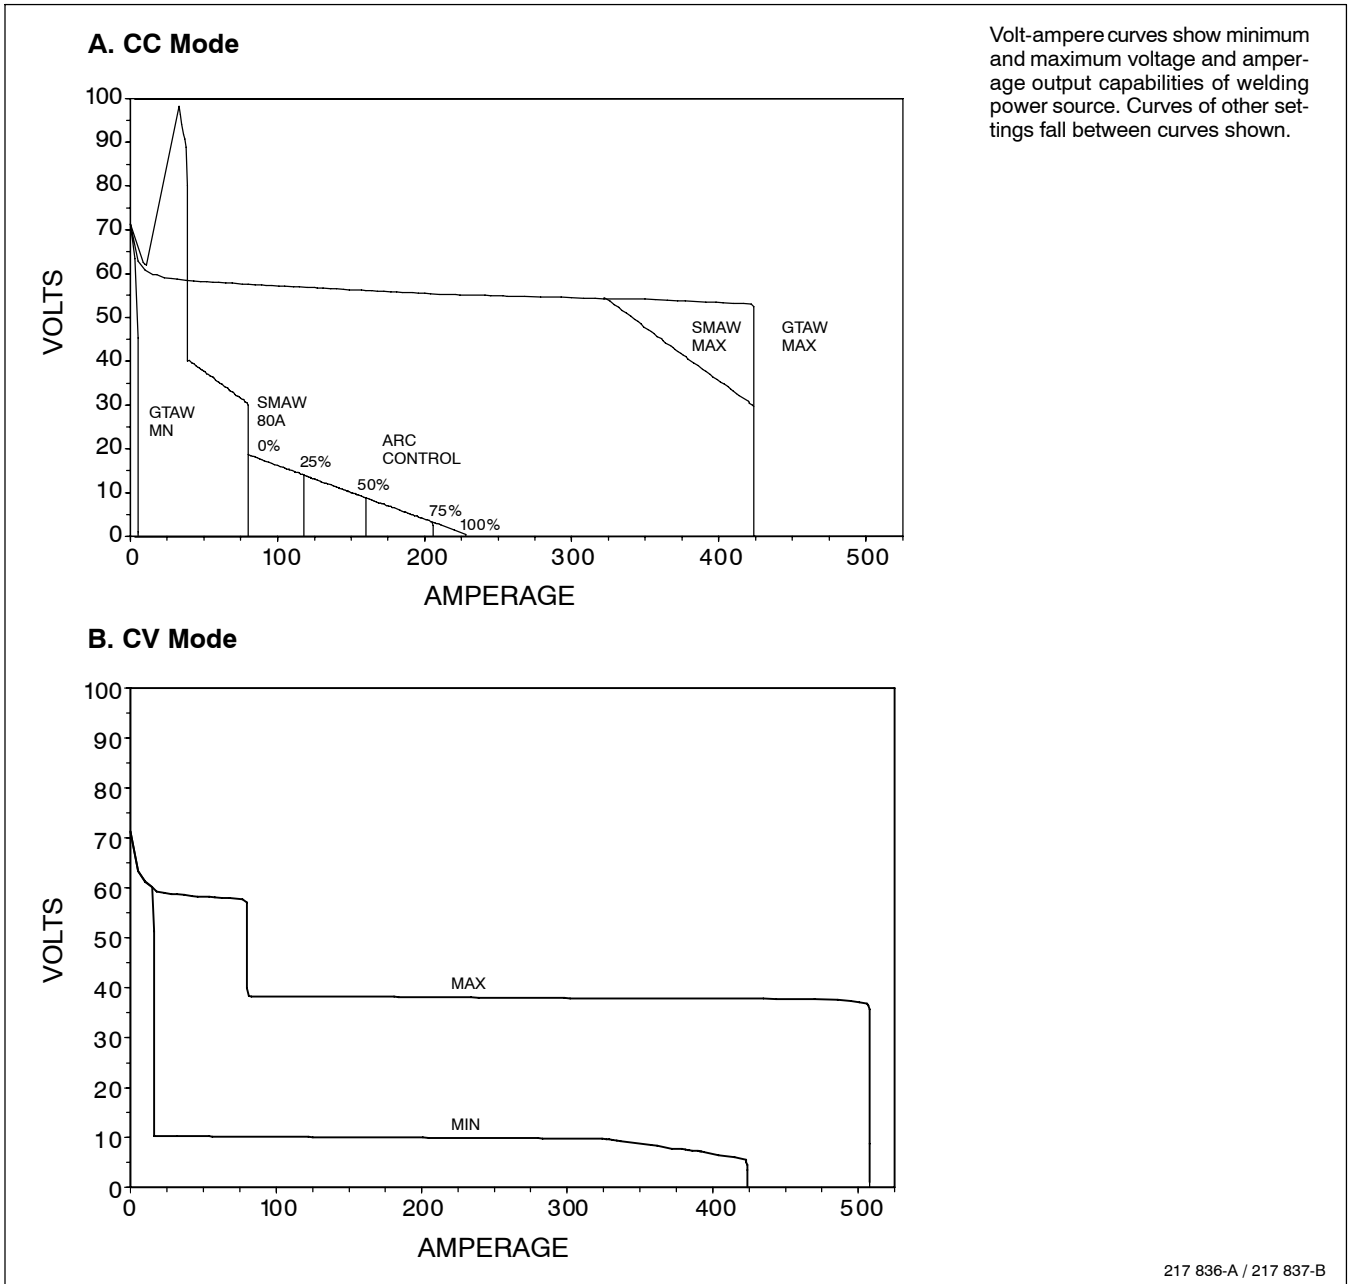 A. CC Mode
Volt-ampere curves show minimum
and maximum voltage and amper-
age output capabilities of welding
power source. Curves of other set-
tings fall between curves shown.
100
90
80
70
60
50
40
30
20
10
0
VOLTS
SMAW
MAX
GTAW
MAX
GTAW
MN
SMAW
80A
0%
25%
50%
75%
100%
ARC
CONTROL
0 100 200 300 400 500
AMPERAGE
B. CV Mode
100
90
80
70
60
50
40
30
20
10
0
VOLTS
MAX
MIN
0 100 200 300 400 500
AMPERAGE
217 836-A / 217 837-B